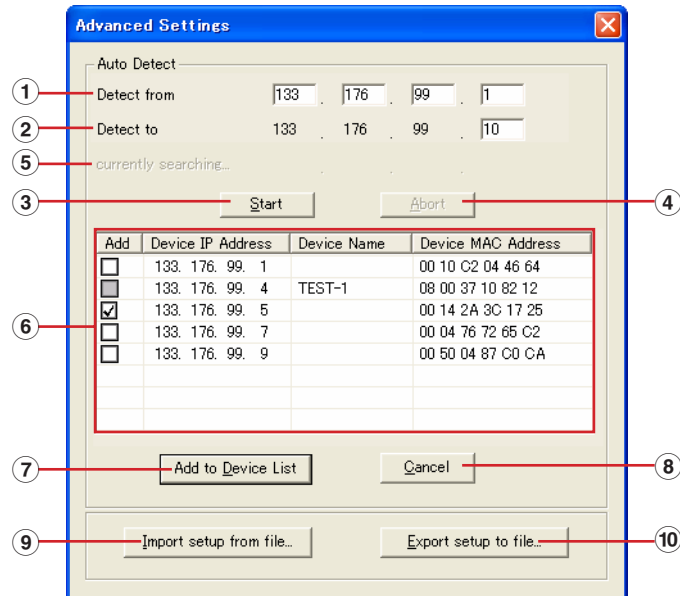 Advanced Settings
Auto Detect
1 Detect from 133 . 176 . 99 . 1
2 Detect to 133 . 176 . 99 . 10
5 currently searching... . . .
3 Start Abort 4
Add Device IP Address Device Name Device MAC Address
133. 176. 99. 1 00 10 C2 04 46 64
133. 176. 99. 4 TEST-1 08 00 37 10 82 12
6 133. 176. 99. 5 00 14 2A 3C 17 25
133. 176. 99. 7 00 04 76 72 65 C2
133. 176. 99. 9 00 50 04 87 C0 CA
7 Add to Device List Cancel 8
9 Import setup from file... Export setup to file... 10